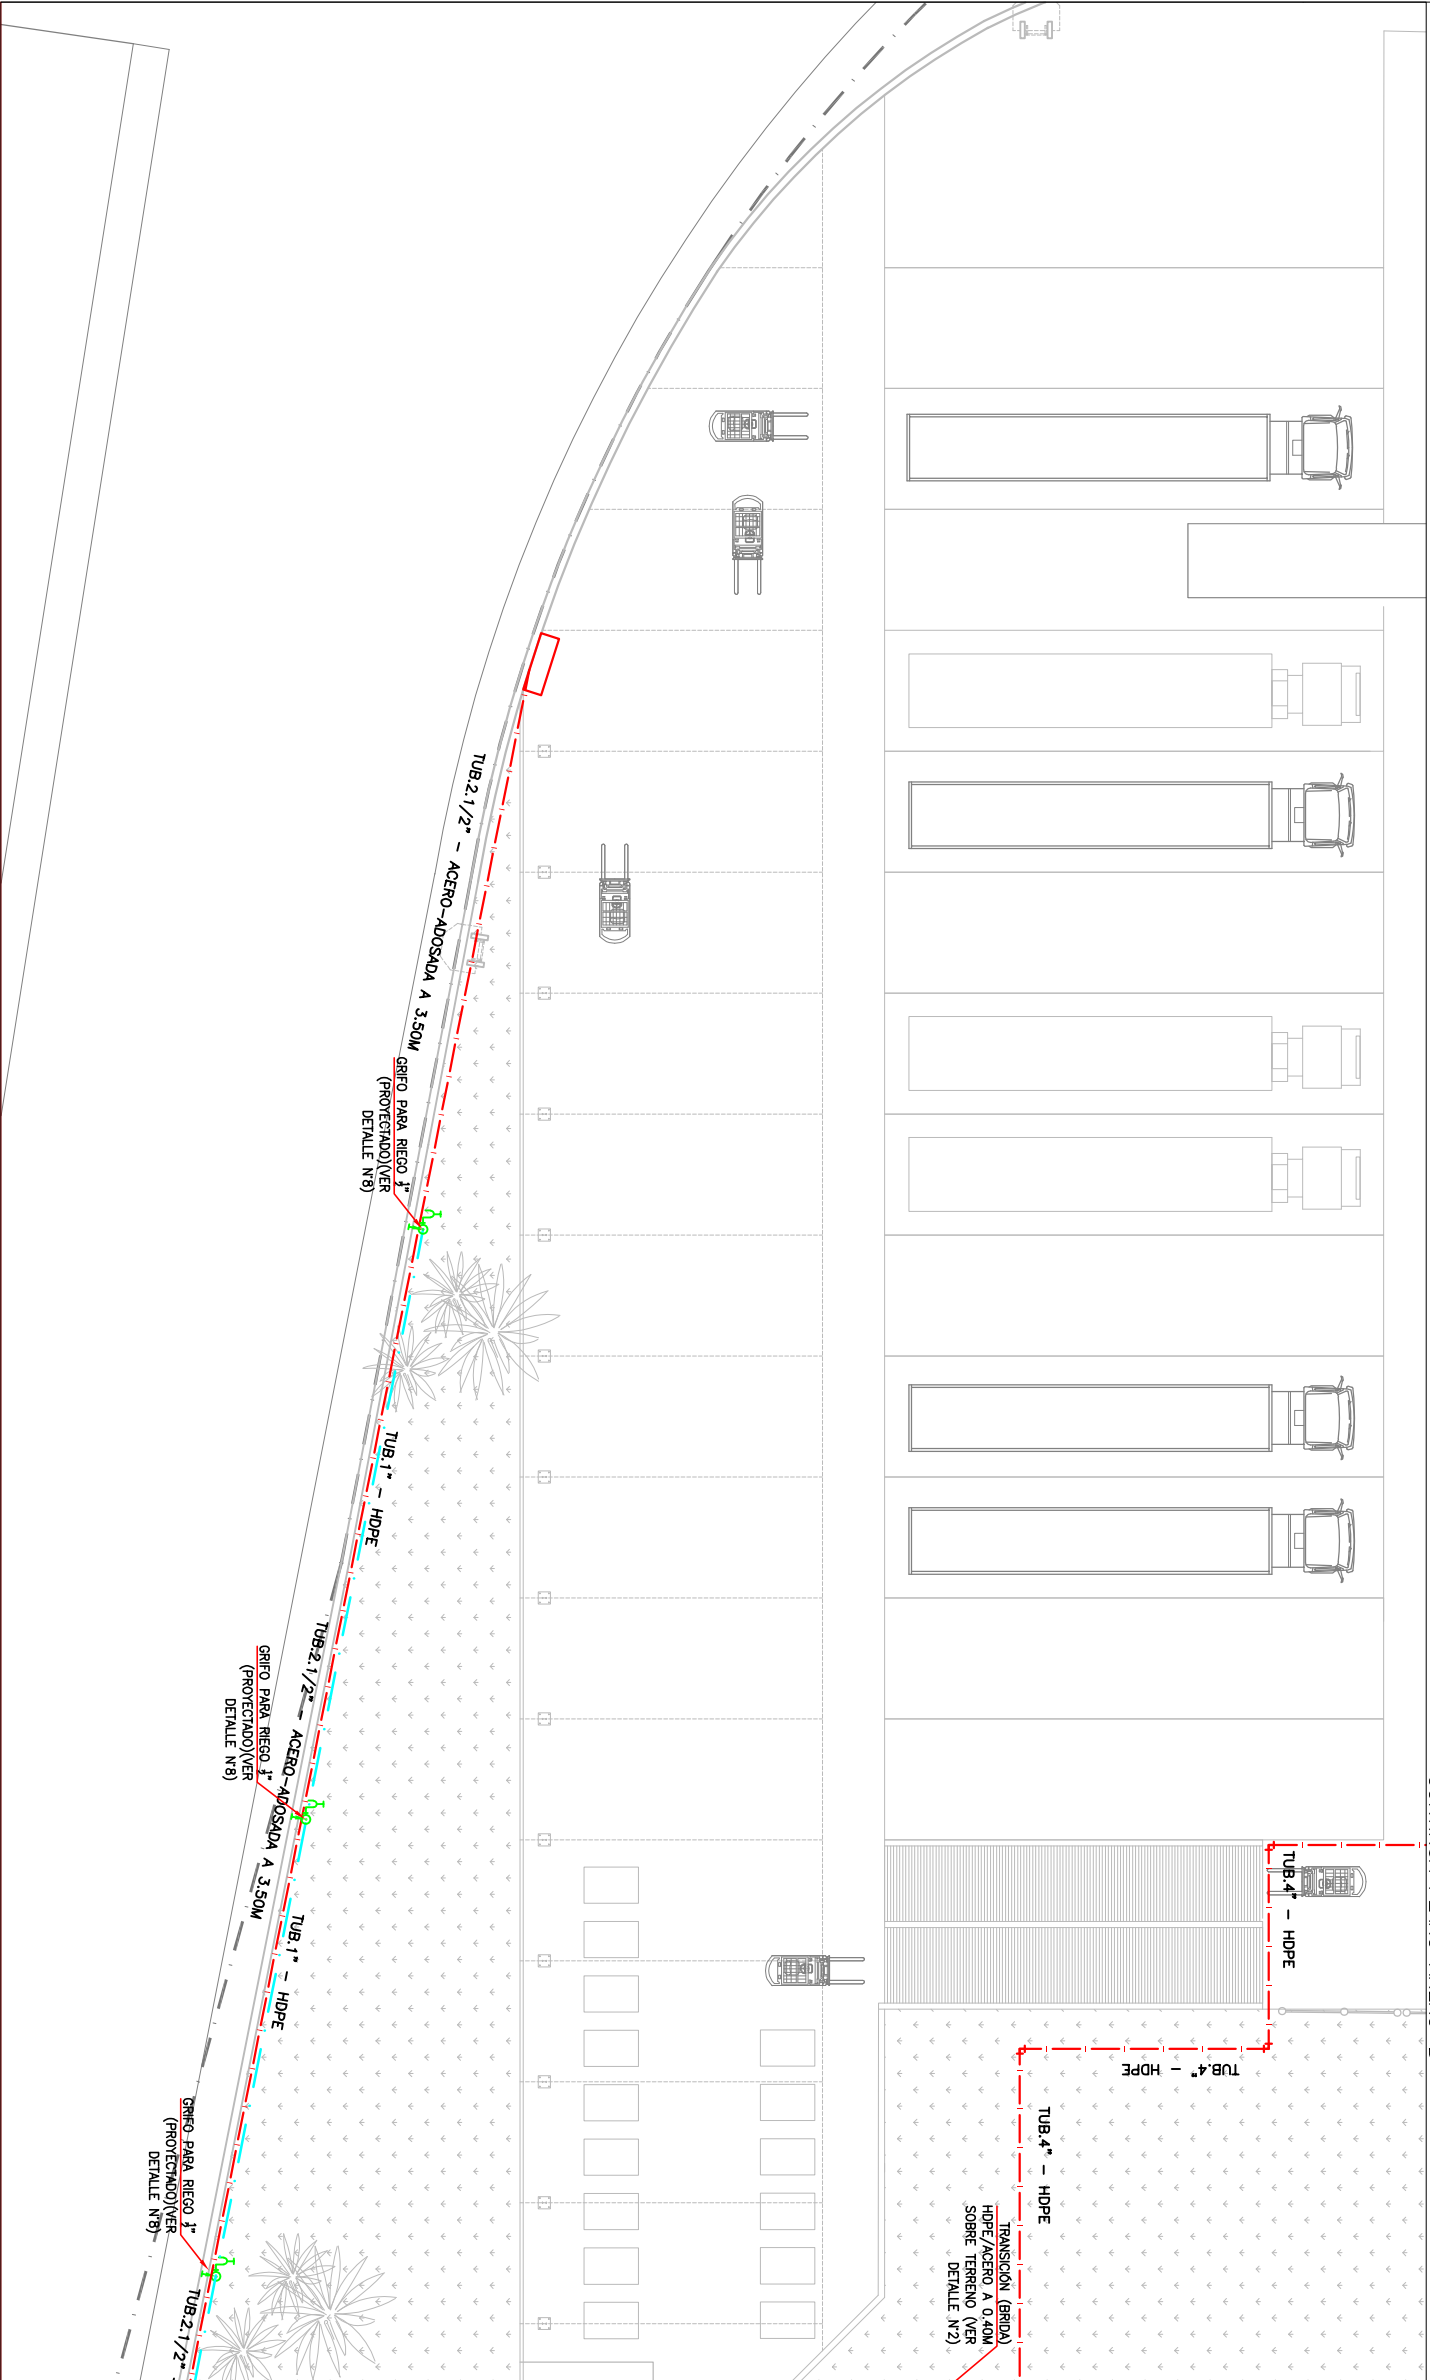 TUB.2.1/2" - ACERO-ADOSADA A 3.50M
GRIFO PARA RIEGO 1"
(PROYECTADO)(VER
DETALLE N°8)
TUB.1" - HDPE
TUB.2.1/2" - ACERO-ADOSADA A 3.50M
GRIFO PARA RIEGO 1"
(PROYECTADO)(VER
DETALLE N°8)
TUB.1" - HDPE
GRIFO PARA RIEGO 1"
(PROYECTADO)(VER
DETALLE N°8)
TUB.2.1/2" -
TUB.4" - HDPE
TUB.4" - HDPE
TUB.4" - HDPE
TRANSICIÓN (BRIDA)
HDPE/ACERO A 0.40M
SOBRE TERRENO (VER
DETALLE N°2)